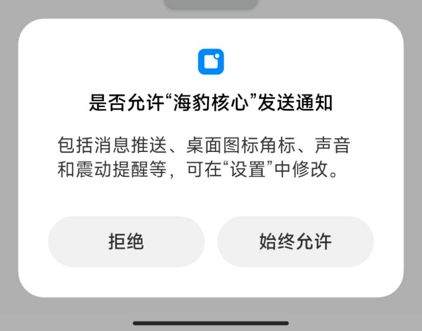 是否允许“海豹核心”发送通知
包括消息推送、桌面图标角标、声音
和震动提醒等，可在“设置”中修改。
拒绝
始终允许